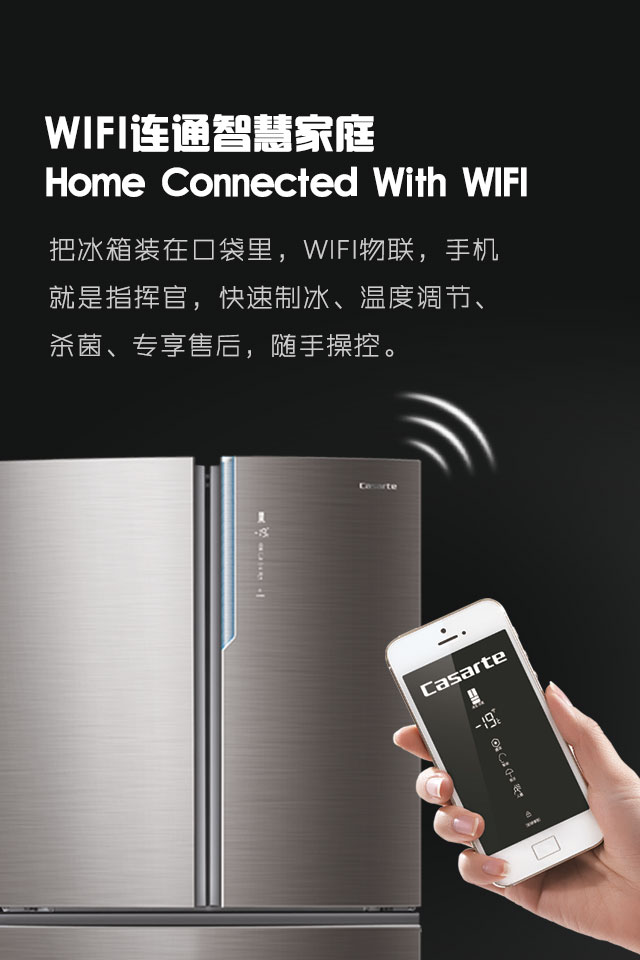 WIFI连通智慧家庭
Home Connected With WIFI
把冰箱装在口袋里，WIFI物联，手机
就是指挥官，快速制冰、温度调节、
杀菌、专享售后，随手操控。
Casarte
Casarte
-19